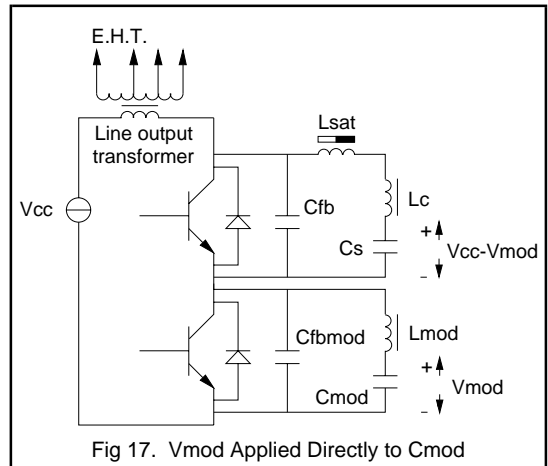 E.H.T.
Line output
transformer
Lsat
Vcc
Cfb
Lc
Cs
+
Vcc-Vmod
-
Cfbmod
Lmod
Cmod
+
Vmod
-
Fig 17. Vmod Applied Directly to Cmod